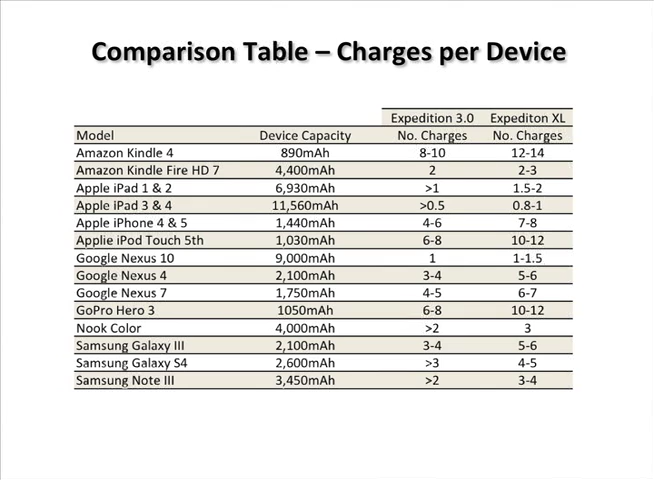 Comparison Table – Charges per Device
Expedition 3.0 Expediton XL
Model Device Capacity No. Charges No. Charges
Amazon Kindle 4 890mAh 8-10 12-14
Amazon Kindle Fire HD 7 4,400mAh 2 2-3
Apple iPad 1 & 2 6,930mAh >1 1.5-2
Apple iPad 3 & 4 11,560mAh >0.5 0.8-1
Apple iPhone 4 & 5 1,440mAh 4-6 7-8
Applie iPod Touch 5th 1,030mAh 6-8 10-12
Google Nexus 10 9,000mAh 1 1-1.5
Google Nexus 4 2,100mAh 3-4 5-6
Google Nexus 7 1,750mAh 4-5 6-7
GoPro Hero 3 1050mAh 6-8 10-12
Nook Color 4,000mAh >2 3
Samsung Galaxy III 2,100mAh 3-4 5-6
Samsung Galaxy S4 2,600mAh >3 4-5
Samsung Note III 3,450mAh >2 3-4